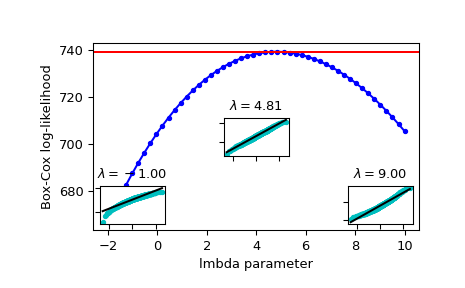 740
720
700
680
Box-Cox log-likelihood
λ = 4.81
λ = − 1.00
λ = 9.00
−2 0 2 4 6 8 10
lmbda parameter